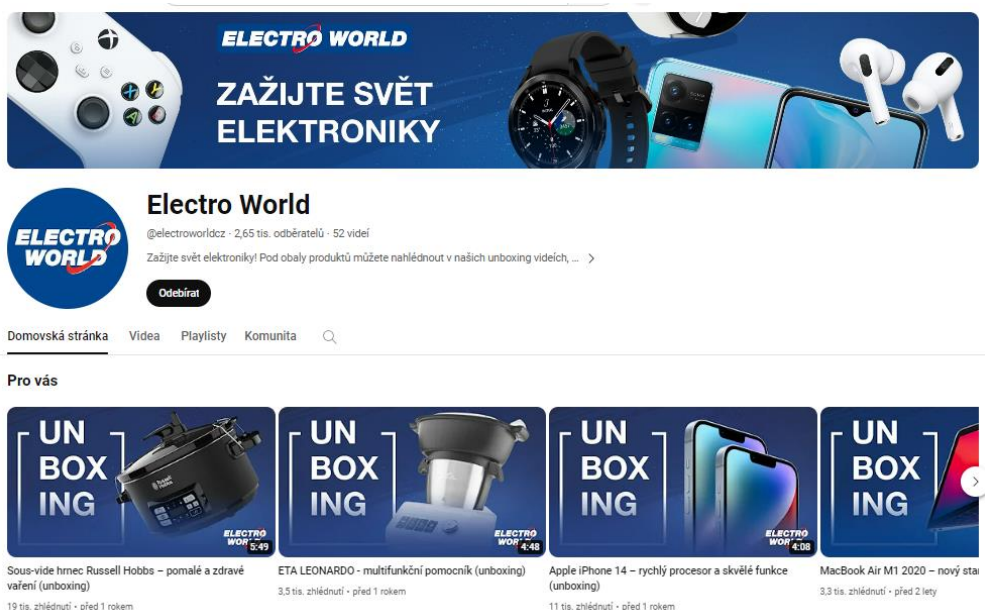 ELECTRO WORLD
ZAŽIJTE SVĚT
ELEKTRONIKY
ELECTRO
WORLD
Electro World
@electroworldcz · 2,65 tis. odběratelů · 52 videí
Zažijte svět elektroniky! Pod obaly produktů můžete nahlédnout v našich unboxing videích, ...
Odebírat
Domovská stránka Videa Playlisty Komunita
Pro vás
UN
BOX
ING
Russell
Hobbs
ELECTRO
WORLD
5:49
UN
BOX
ING
ELECTRO
WORLD
4:48
UN
BOX
ING
ELECTRO
WORLD
4:08
UN
BOX
ING
Sous-vide hrnec Russell Hobbs – pomalé a zdravé
vaření (unboxing)
19 tis. zhlédnutí • před 1 rokem
ETA LEONARDO - multifunkční pomocník (unboxing)
3,5 tis. zhlédnutí • před 1 rokem
Apple iPhone 14 – rychlý procesor a skvělé funkce
(unboxing)
11 tis. zhlédnutí • před 1 rokem
MacBook Air M1 2020 – nový
3,3 tis. zhlédnutí • před 2 lety